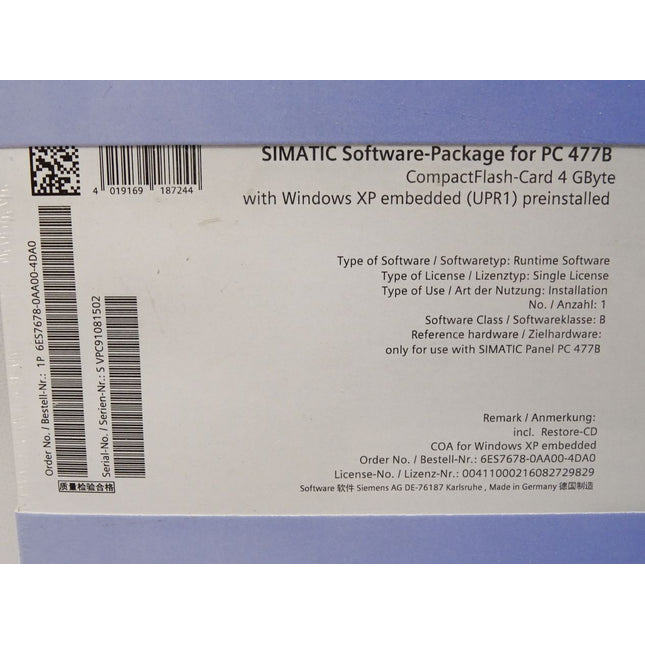 SIMATIC Software-Package for PC 477B
CompactFlash-Card 4 GByte
with Windows XP embedded (UPR1) preinstalled
4 019169 187244
Type of Software / Softwaretyp: Runtime Software
Type of License / Lizenztyp: Single License
Type of Use / Art der Nutzung: Installation
No. / Anzahl: 1
Software Class / Softwareklasse: B
Reference hardware / Zielhardware:
only for use with SIMATIC Panel PC 477B
Order No. / Bestell-Nr.: 1P 6ES7678-0AA00-4DA0
Serial-No. / Serien-Nr.: S VPC91081502
Remark / Anmerkung:
incl. Restore-CD
COA for Windows XP embedded
Order No. / Bestell-Nr.: 6ES7678-0AA00-4DA0
License-No. / Lizenz-Nr.: 00411000216082729829
Software 软件 Siemens AG DE-76187 Karlsruhe , Made in Germany 德国制造
质量检验合格